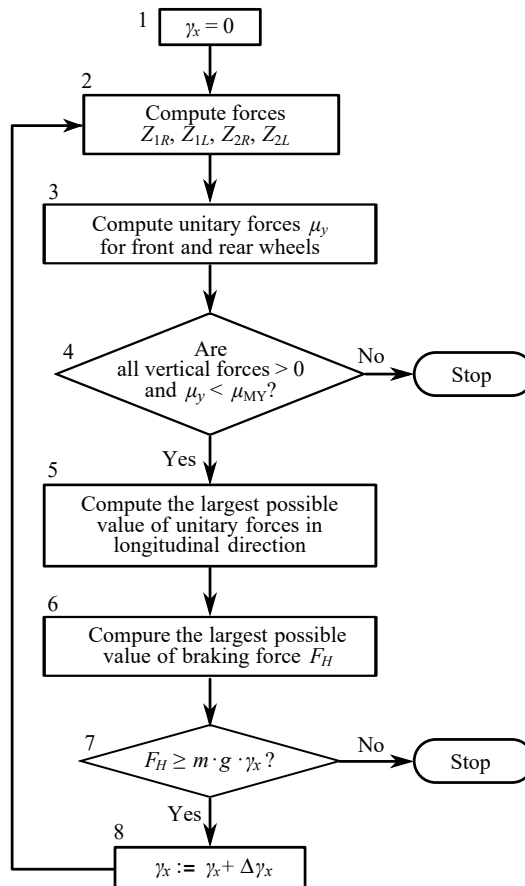 1
γx = 0
2
Compute forces
Z1R, Z1L, Z2R, Z2L
3
Compute unitary forces μy
for front and rear wheels
4
Are
all vertical forces > 0
and μy < μMY?
No
Stop
Yes
5
Compute the largest possible
value of unitary forces in
longitudinal direction
6
Compure the largest possible
value of braking force FH
7
FH ≥ m · g · γx ?
No
Stop
Yes
8
γx := γx + Δγx